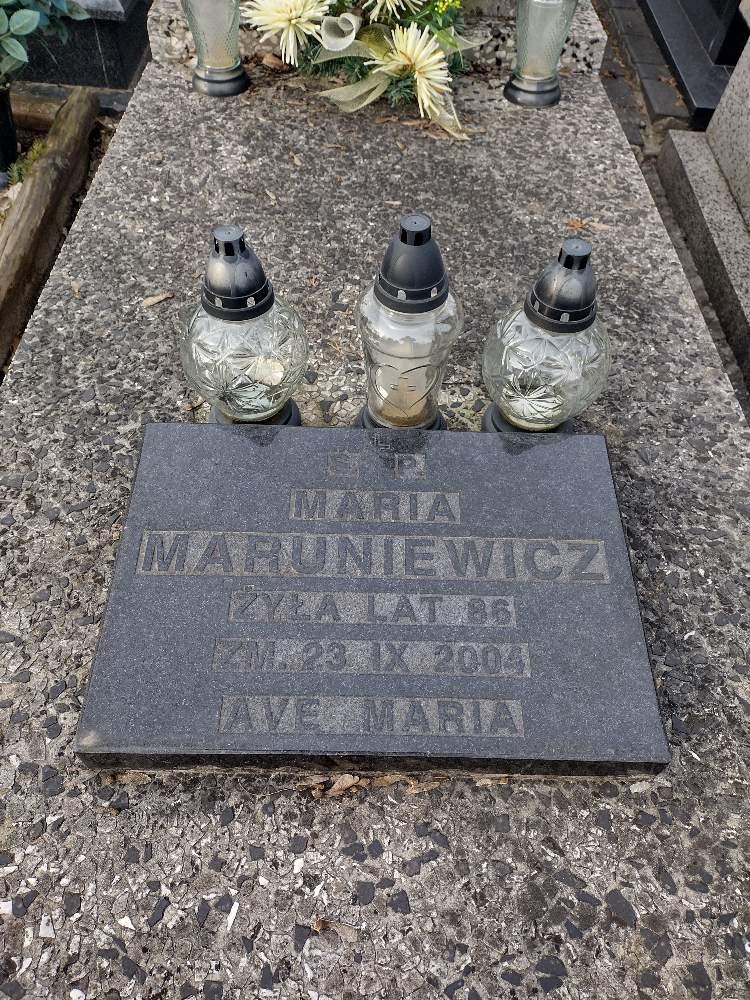 Ś P
MARIA
MARUNIEWICZ
ŻYŁA LAT 86
ZM. 23 IX 2004
AVE MARIA